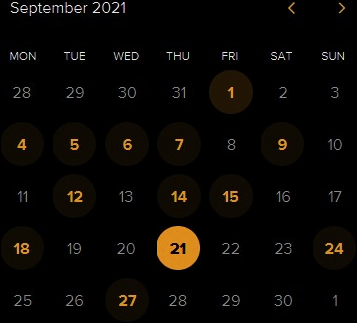 September 2021
MON TUE WED THU FRI SAT SUN
28 29 30 31 1 2 3
4 5 6 7 8 9 10
11 12 13 14 15 16 17
18 19 20 21 22 23 24
25 26 27 28 29 30 1